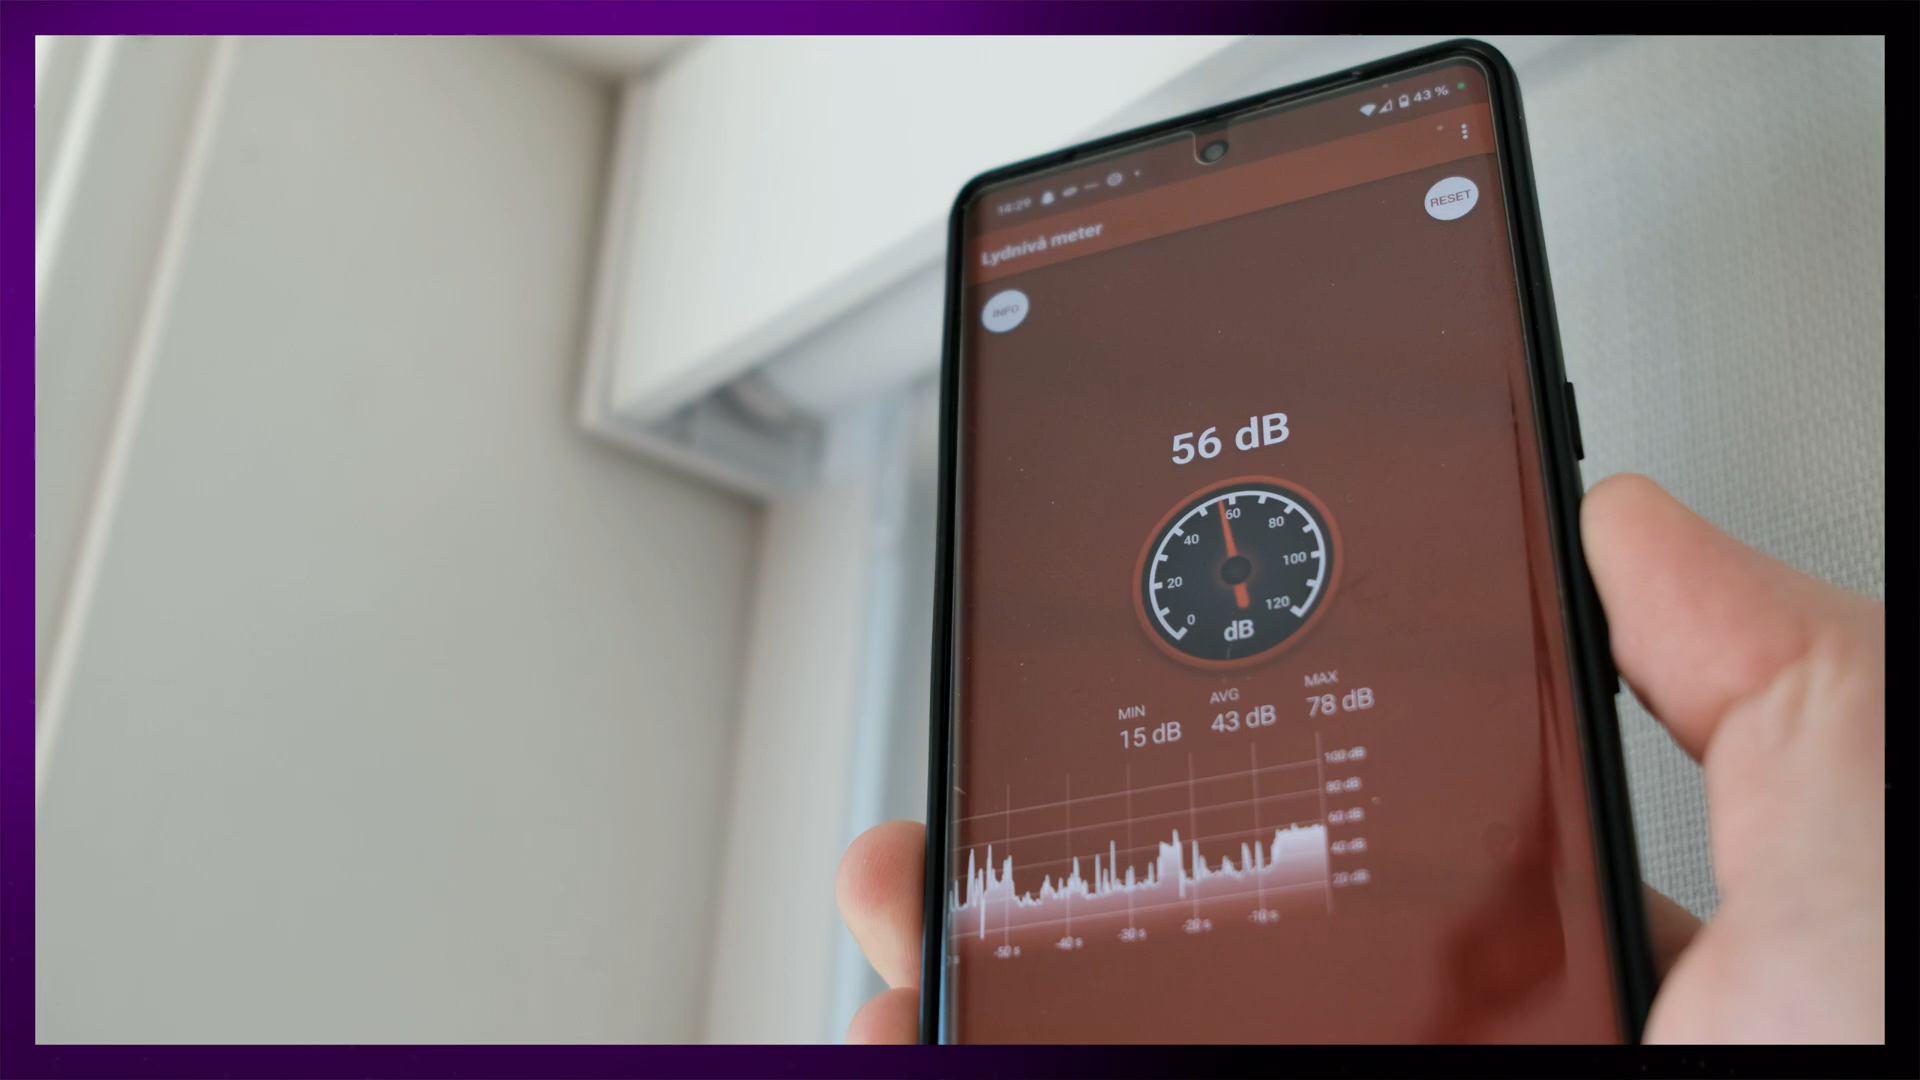 14:29 43 %
Lydnivå meter
RESET
INFO
56 dB
0 20 40 60 80 100 120
dB
MIN AVG MAX
15 dB 43 dB 78 dB
100 dB
80 dB
60 dB
40 dB
20 dB
-50 s -40 s -30 s -20 s -10 s